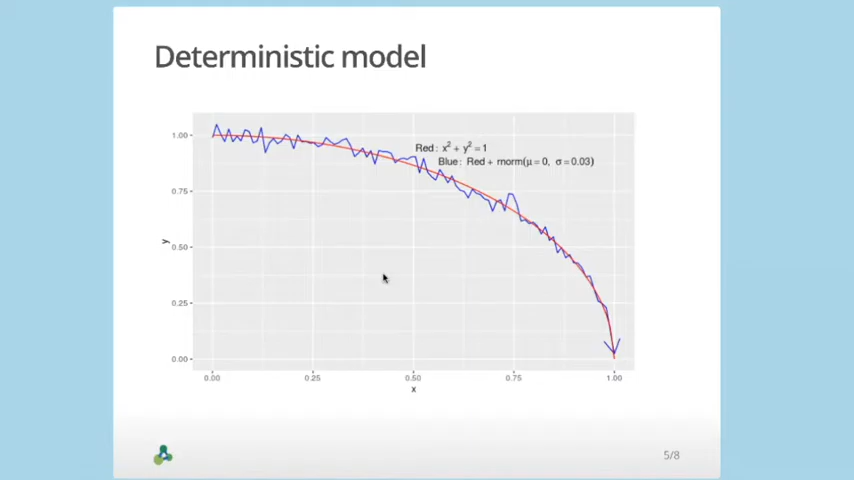 Deterministic model
Red: x² + y² = 1
Blue: Red + rnorm(μ = 0, σ = 0.03)
y
1.00
0.75
0.50
0.25
0.00
0.00 0.25 0.50 0.75 1.00
x
5/8